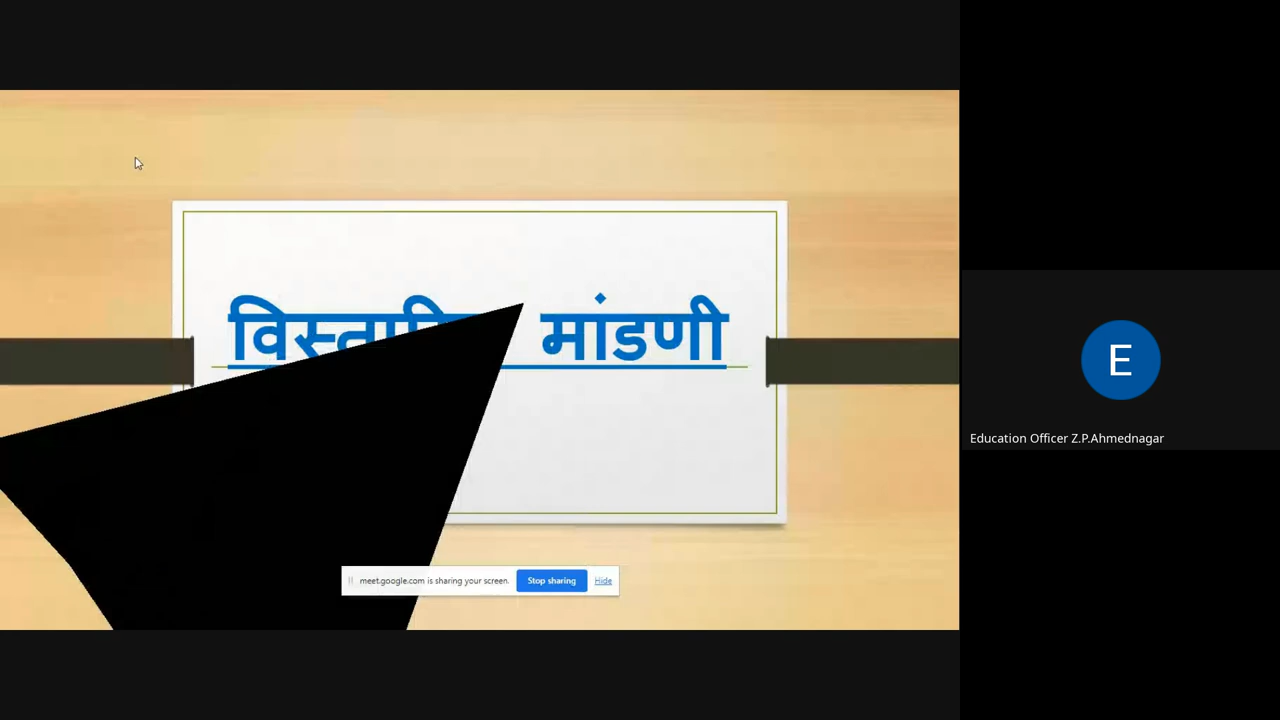 मांडणी
meet.google.com is sharing your screen. Stop sharing Hide
E
Education Officer Z.P.Ahmednagar